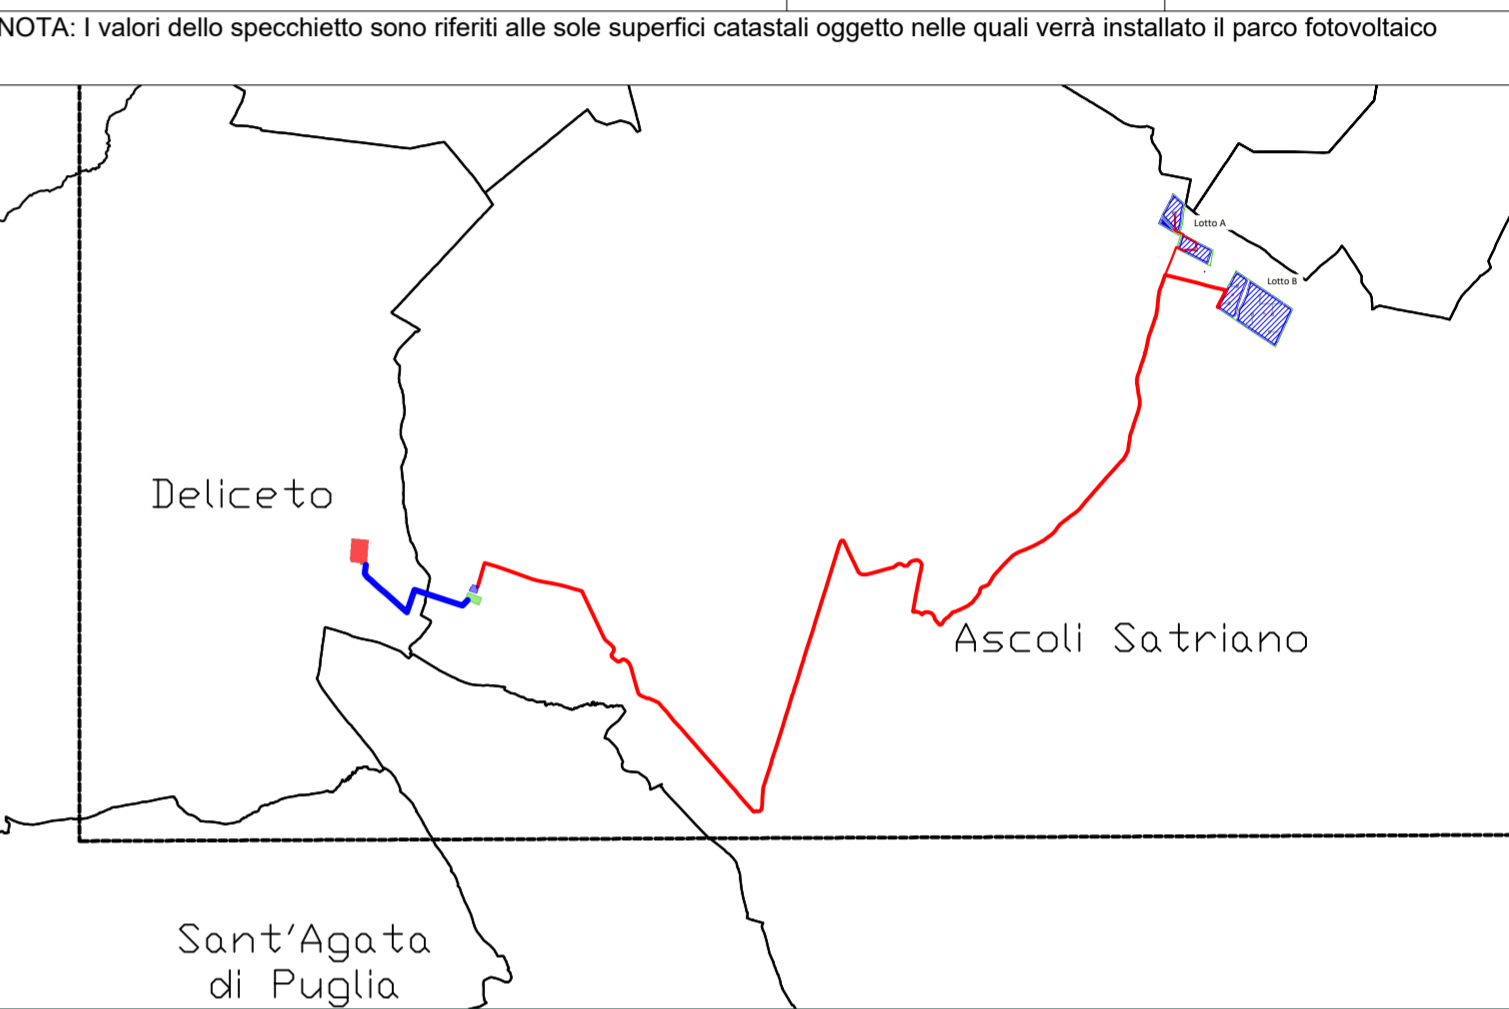 NOTA: I valori dello specchietto sono riferiti alle sole superfici catastali oggetto nelle quali verrà installato il parco fotovoltaico
Lotto A
Lotto B
Deliceto
Ascoli Satriano
Sant'Agata
di Puglia